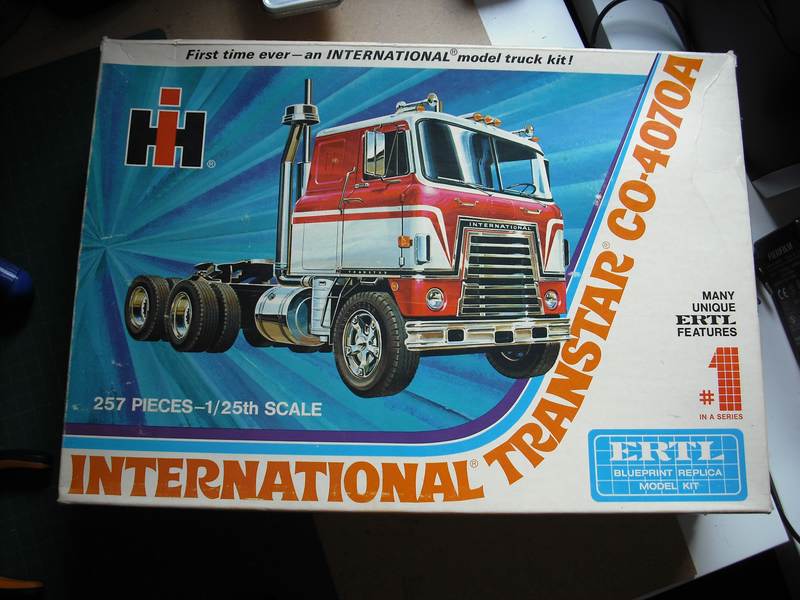 First time ever—an INTERNATIONAL® model truck kit!
IH®
INTERNATIONAL
TRANSTAR
257 PIECES–1/25th SCALE
INTERNATIONAL® TRANSTAR® CO-4070A
MANY
UNIQUE
ERTL
FEATURES
#1
IN A SERIES
ERTL
BLUEPRINT REPLICA
MODEL KIT
FUJIFILM